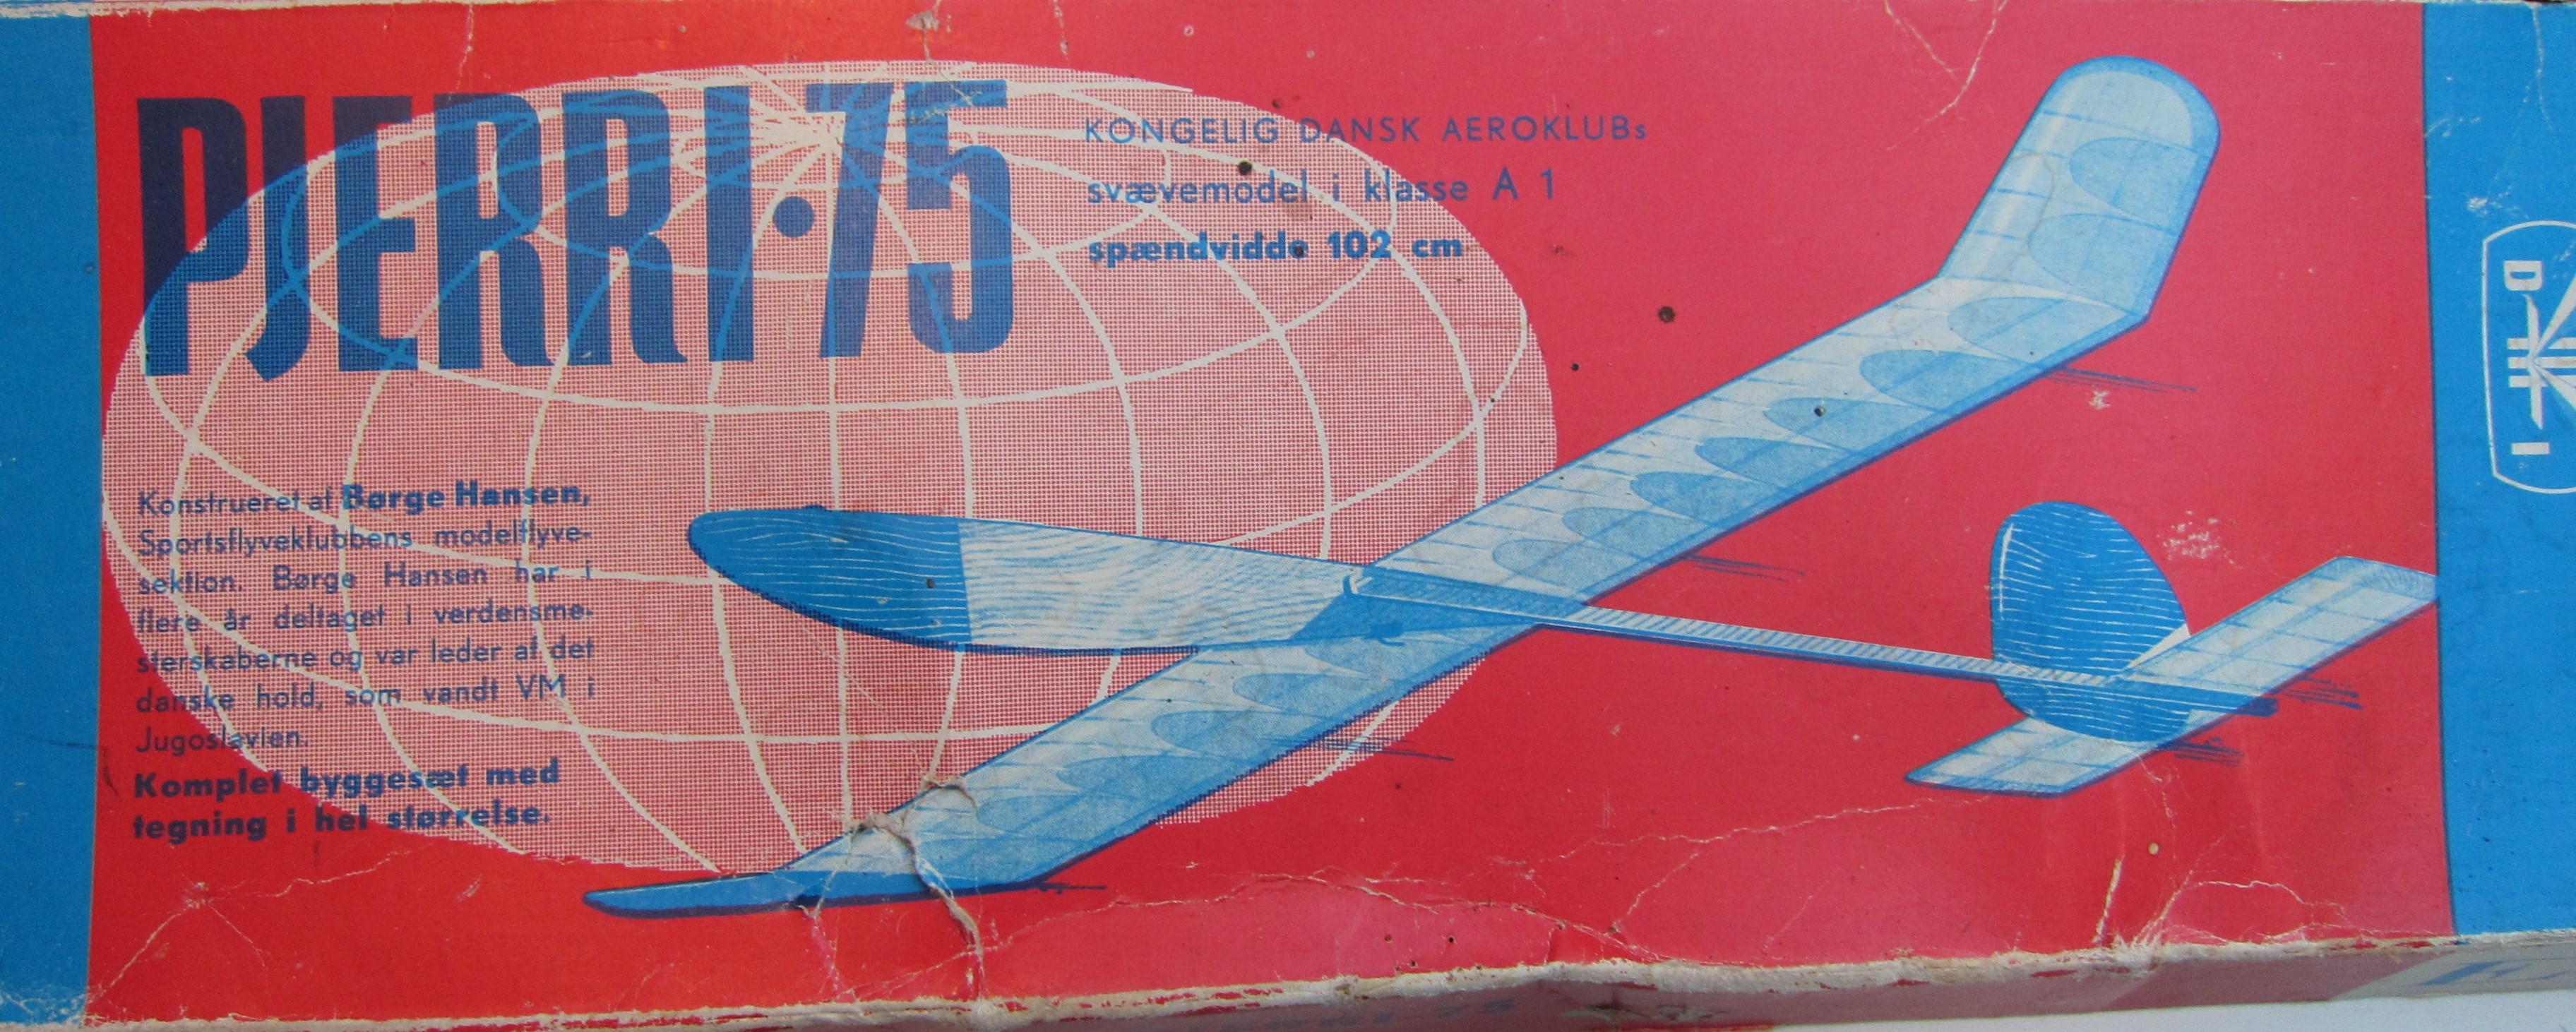 PJERRI·75
KONGELIG DANSK AEROKLUBs
svævemodel i klasse A 1
spændvidde 102 cm
Konstrueret af Børge Hansen,
Sportsflyveklubbens modelflyve-
sektion. Børge Hansen har i
flere år deltaget i verdensme-
sterskaberne og var leder af det
danske hold, som vandt VM i
Jugoslavien.
Komplet byggesæt med
tegning i hel størrelse.